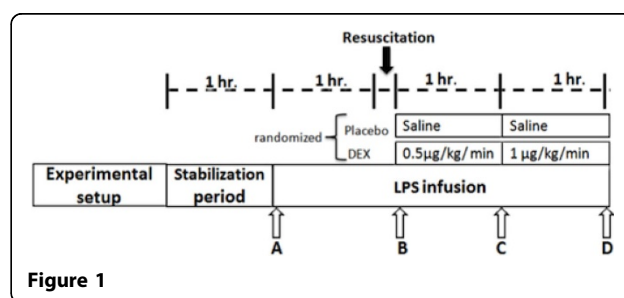 Resuscitation
1 hr. 1 hr. 1 hr. 1 hr.
randomized
Placebo Saline Saline
DEX 0.5µg/kg/min 1 µg/kg/min
Experimental setup
Stabilization period
LPS infusion
A B C D
Figure 1